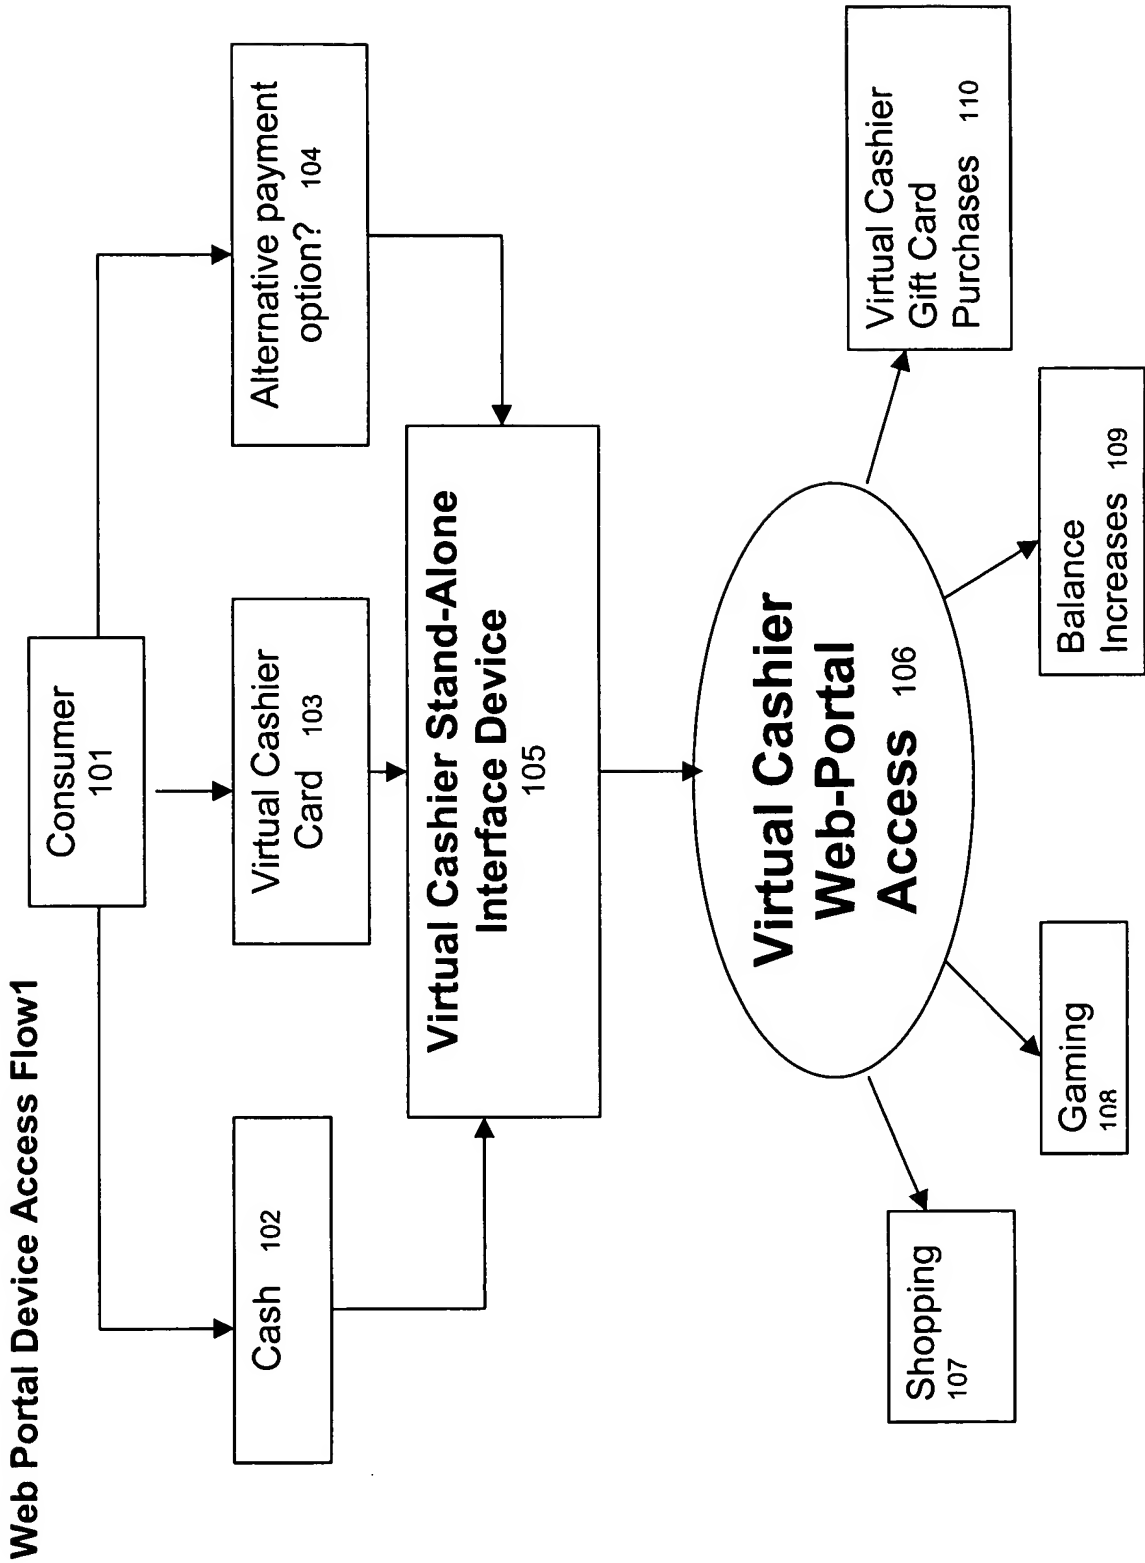 Web Portal Device Access Flow1
Consumer
101
Cash 102
Virtual Cashier
Card 103
Alternative payment
option? 104
Virtual Cashier Stand-Alone
Interface Device
105
Virtual Cashier
Web-Portal
Access 106
Shopping
107
Gaming
108
Balance
Increases 109
Virtual Cashier
Gift Card
Purchases 110